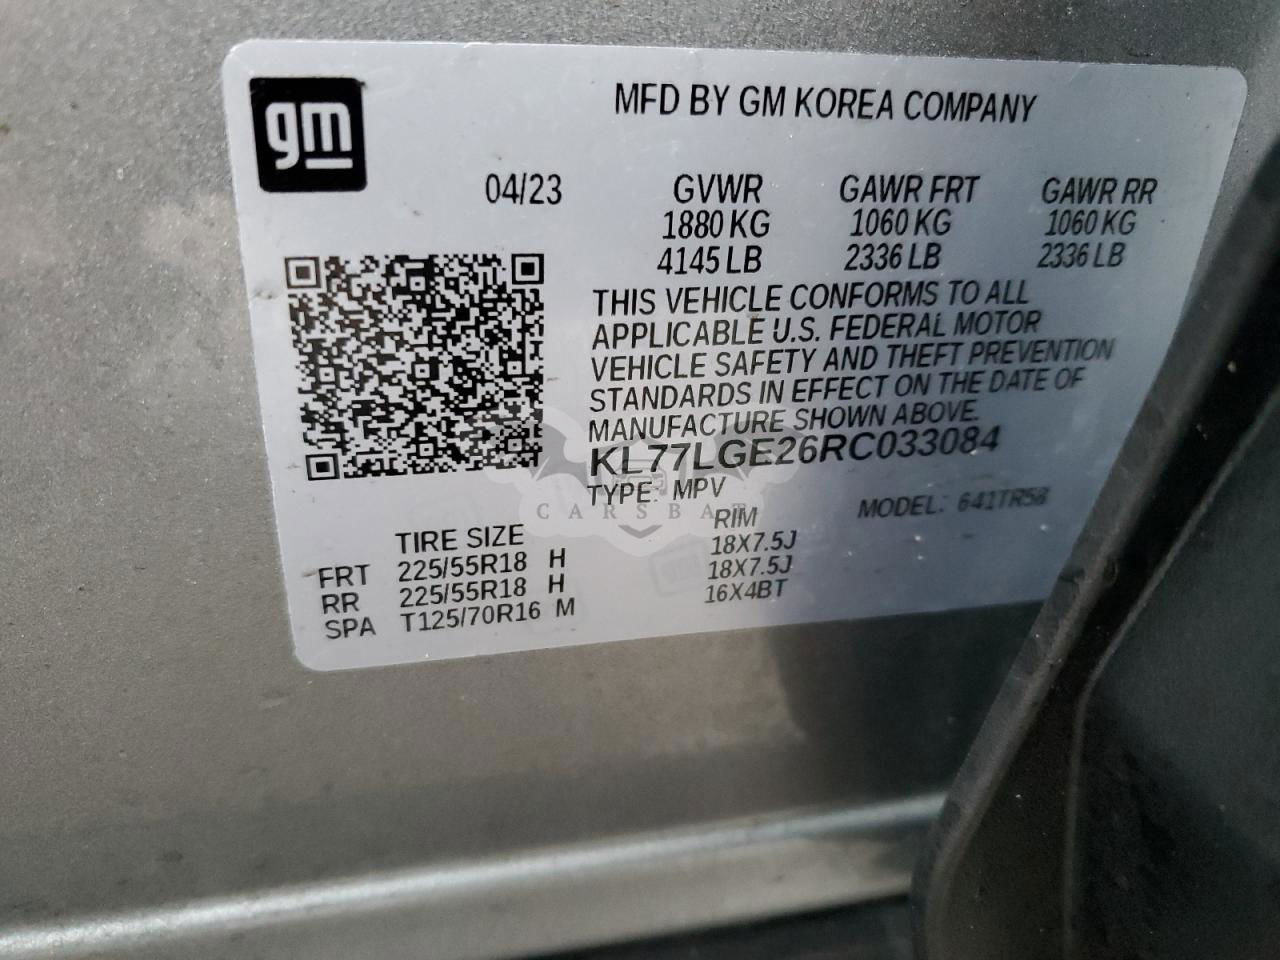 gm
MFD BY GM KOREA COMPANY
04/23 GVWR GAWR FRT GAWR RR
1880 KG 1060 KG 1060 KG
4145 LB 2336 LB 2336 LB
THIS VEHICLE CONFORMS TO ALL
APPLICABLE U.S. FEDERAL MOTOR
VEHICLE SAFETY AND THEFT PREVENTION
STANDARDS IN EFFECT ON THE DATE OF
MANUFACTURE SHOWN ABOVE.
KL77LGE26RC033084
TYPE: MPV MODEL: 641TR58
CARSBAT
TIRE SIZE RIM
FRT 225/55R18 H 18X7.5J
RR 225/55R18 H 18X7.5J
SPA T125/70R16 M 16X4BT